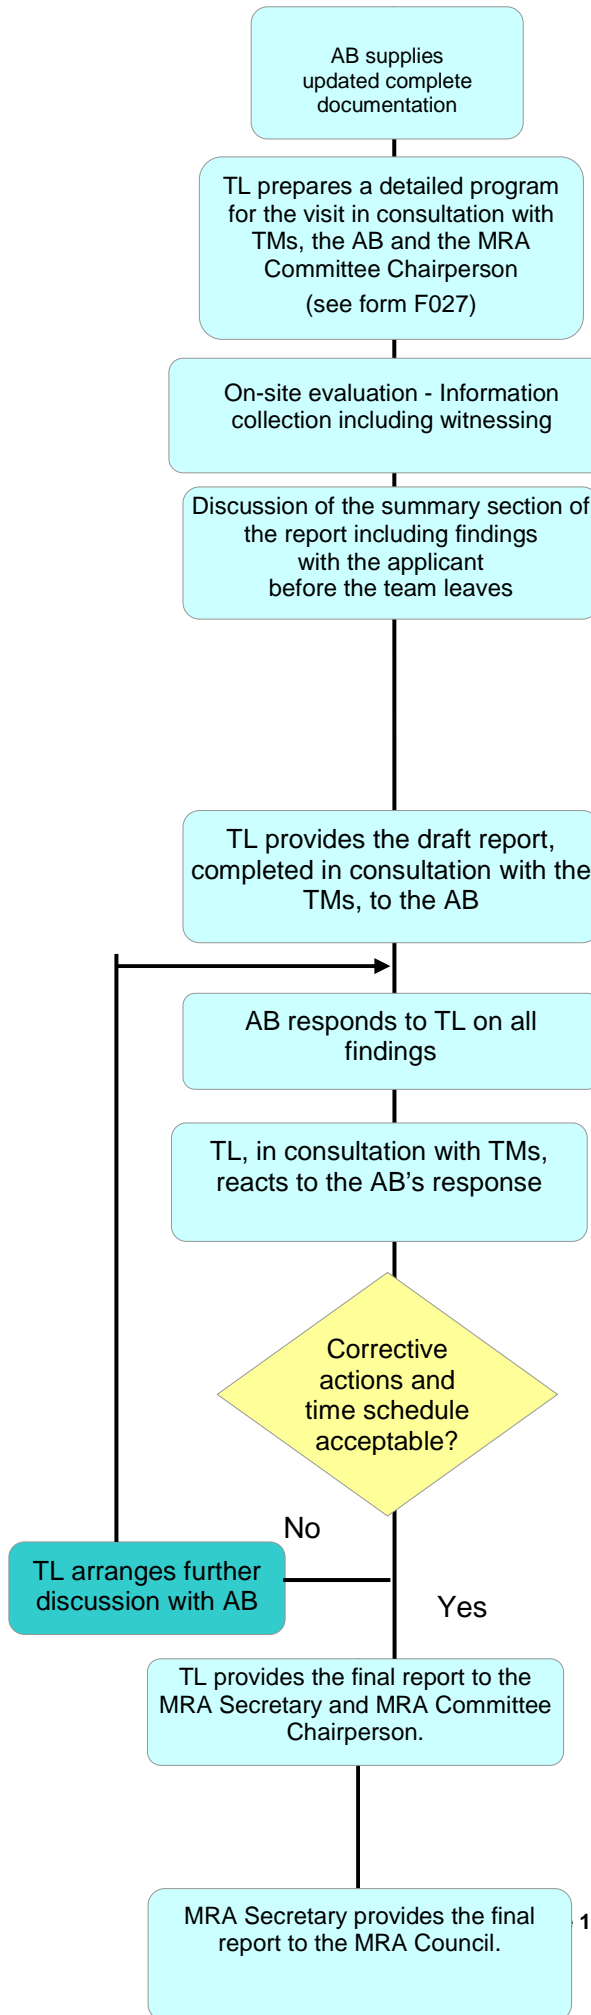 AB supplies
updated complete
documentation
TL prepares a detailed program
for the visit in consultation with
TMs, the AB and the MRA
Committee Chairperson
(see form F027)
On-site evaluation - Information
collection including witnessing
Discussion of the summary section of
the report including findings
with the applicant
before the team leaves
TL provides the draft report,
completed in consultation with the
TMs, to the AB
AB responds to TL on all
findings
TL, in consultation with TMs,
reacts to the AB’s response
Corrective
actions and
time schedule
acceptable?
No
TL arranges further
discussion with AB
Yes
TL provides the final report to the
MRA Secretary and MRA Committee
Chairperson.
MRA Secretary provides the final
report to the MRA Council.
1